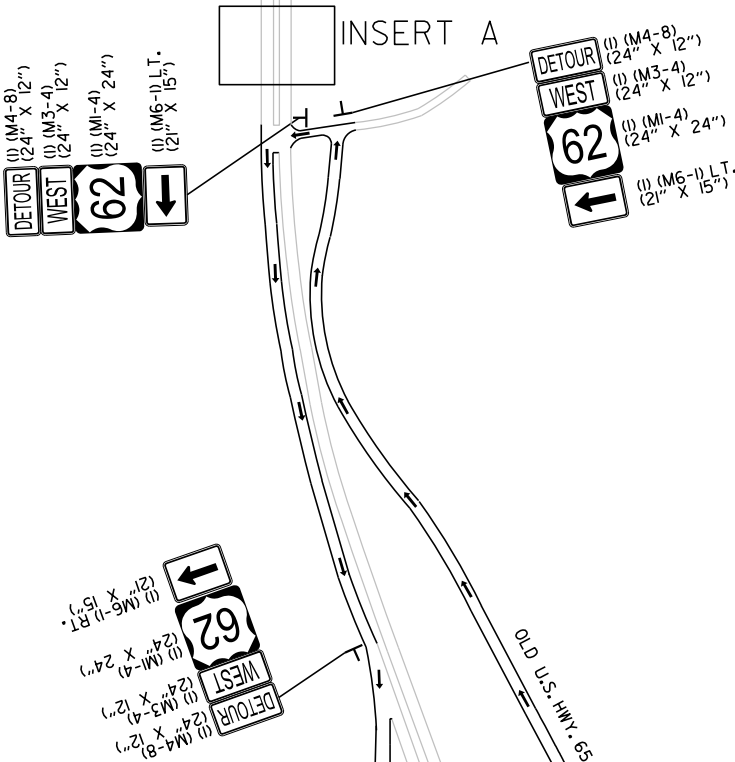 INSERT A
DETOUR
WEST
62
(1) (M4-8)
(24" X 12")
(1) (M3-4)
(24" X 12")
(1) (M1-4)
(24" X 24")
(1) (M6-1) LT.
(21" X 15")
DETOUR
WEST
62
(1) (M4-8)
(24" X 12")
(1) (M3-4)
(24" X 12")
(1) (M1-4)
(24" X 24")
(1) (M6-1) LT.
(21" X 15")
DETOUR
WEST
62
(1) (M4-8)
(24" X 12")
(1) (M3-4)
(24" X 12")
(1) (M1-4)
(24" X 24")
(1) (M6-1) RT.
(21" X 15")
OLD U.S. HWY. 65